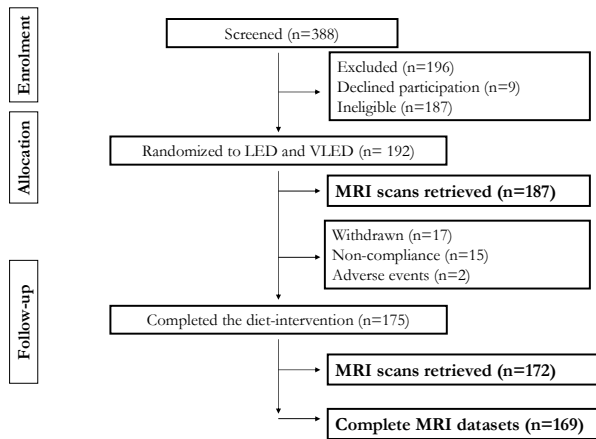 Enrolment
Screened (n=388)
Excluded (n=196)
Declined participation (n=9)
Ineligible (n=187)
Allocation
Randomized to LED and VLED (n= 192)
MRI scans retrieved (n=187)
Withdrawn (n=17)
Non-compliance (n=15)
Adverse events (n=2)
Follow-up
Completed the diet-intervention (n=175)
MRI scans retrieved (n=172)
Complete MRI datasets (n=169)